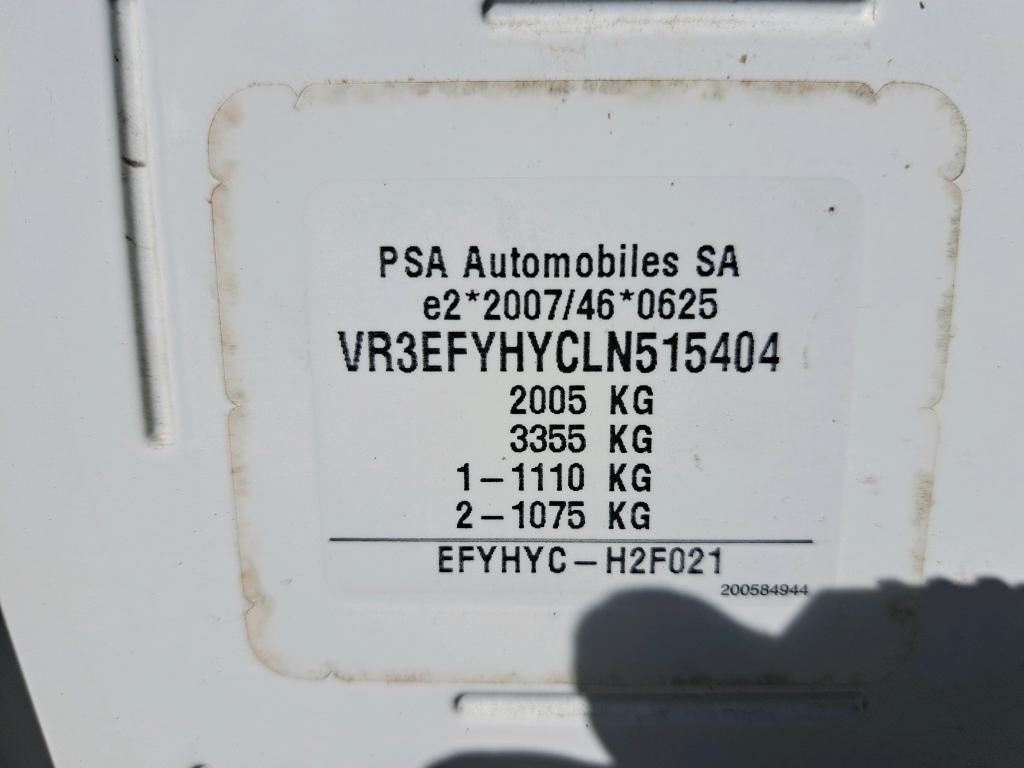 PSA Automobiles SA
e2*2007/46*0625
VR3EFYHYCLN515404
2005 KG
3355 KG
1-1110 KG
2-1075 KG
EFYHYC-H2F021
200584944